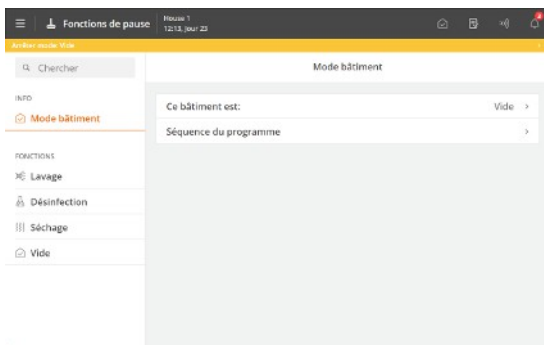 Fonctions de pause
House 1
12:13, Jour 23
Arrêter mode: Vide
Chercher
Mode bâtiment
INFO
Mode bâtiment
Ce bâtiment est:
Vide
Séquence du programme
FONCTIONS
Lavage
Désinfection
Séchage
Vide